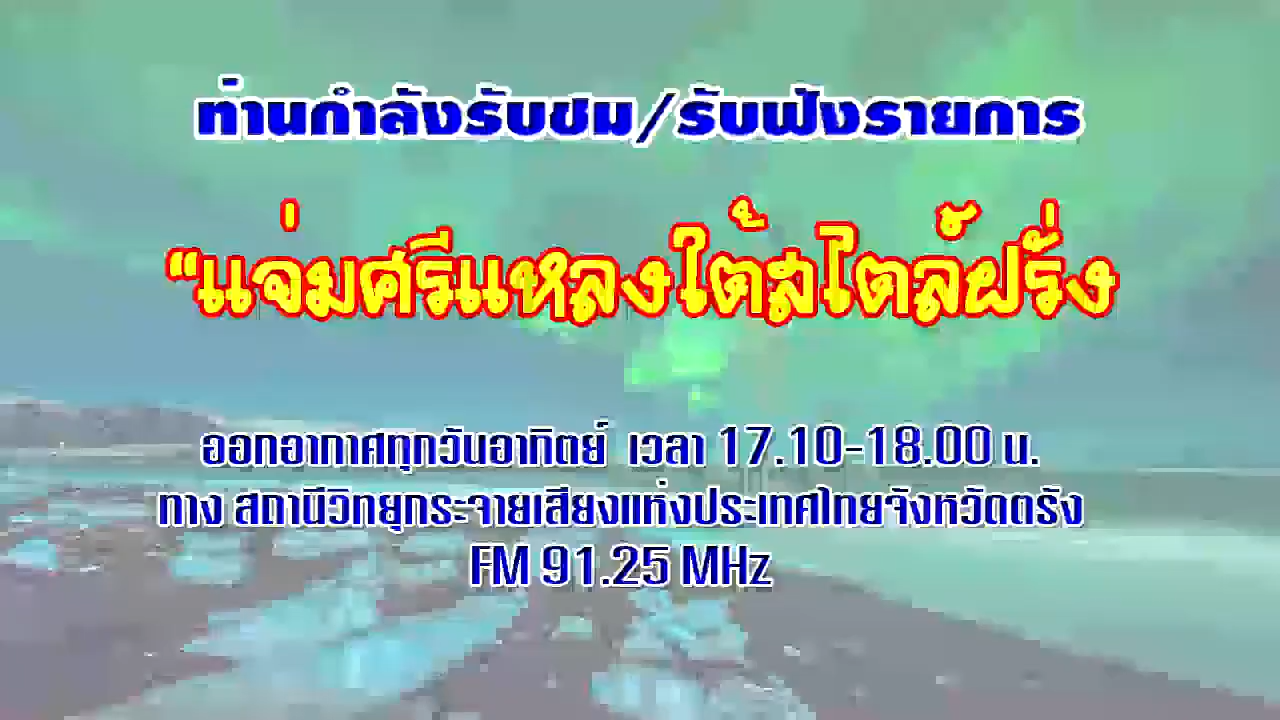 ท่านกำลังรับชม/รับฟังรายการ
"แจ่มศรีแหลงใต้สไตล์ฝรั่ง
ออกอากาศทุกวันอาทิตย์ เวลา 17.10-18.00 น.
ทาง สถานีวิทยุกระจายเสียงแห่งประเทศไทยจังหวัดตรัง
FM 91.25 MHz